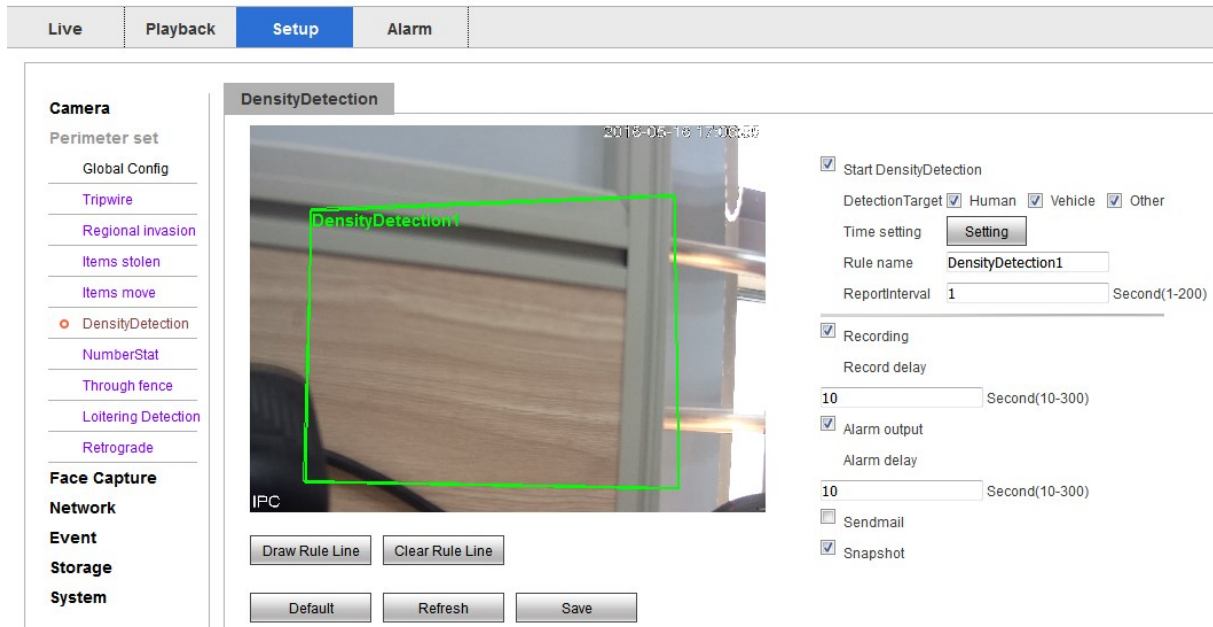 Live Playback Setup Alarm
Camera
Perimeter set
Global Config
Tripwire
Regional invasion
Items stolen
Items move
DensityDetection
NumberStat
Through fence
Loitering Detection
Retrograde
Face Capture
Network
Event
Storage
System
DensityDetection
DensityDetection1
IPC
Draw Rule Line Clear Rule Line
Default Refresh Save
Start DensityDetection
DetectionTarget Human Vehicle Other
Time setting Setting
Rule name DensityDetection1
ReportInterval 1 Second(1-200)
Recording
Record delay
10 Second(10-300)
Alarm output
Alarm delay
10 Second(10-300)
Sendmail
Snapshot